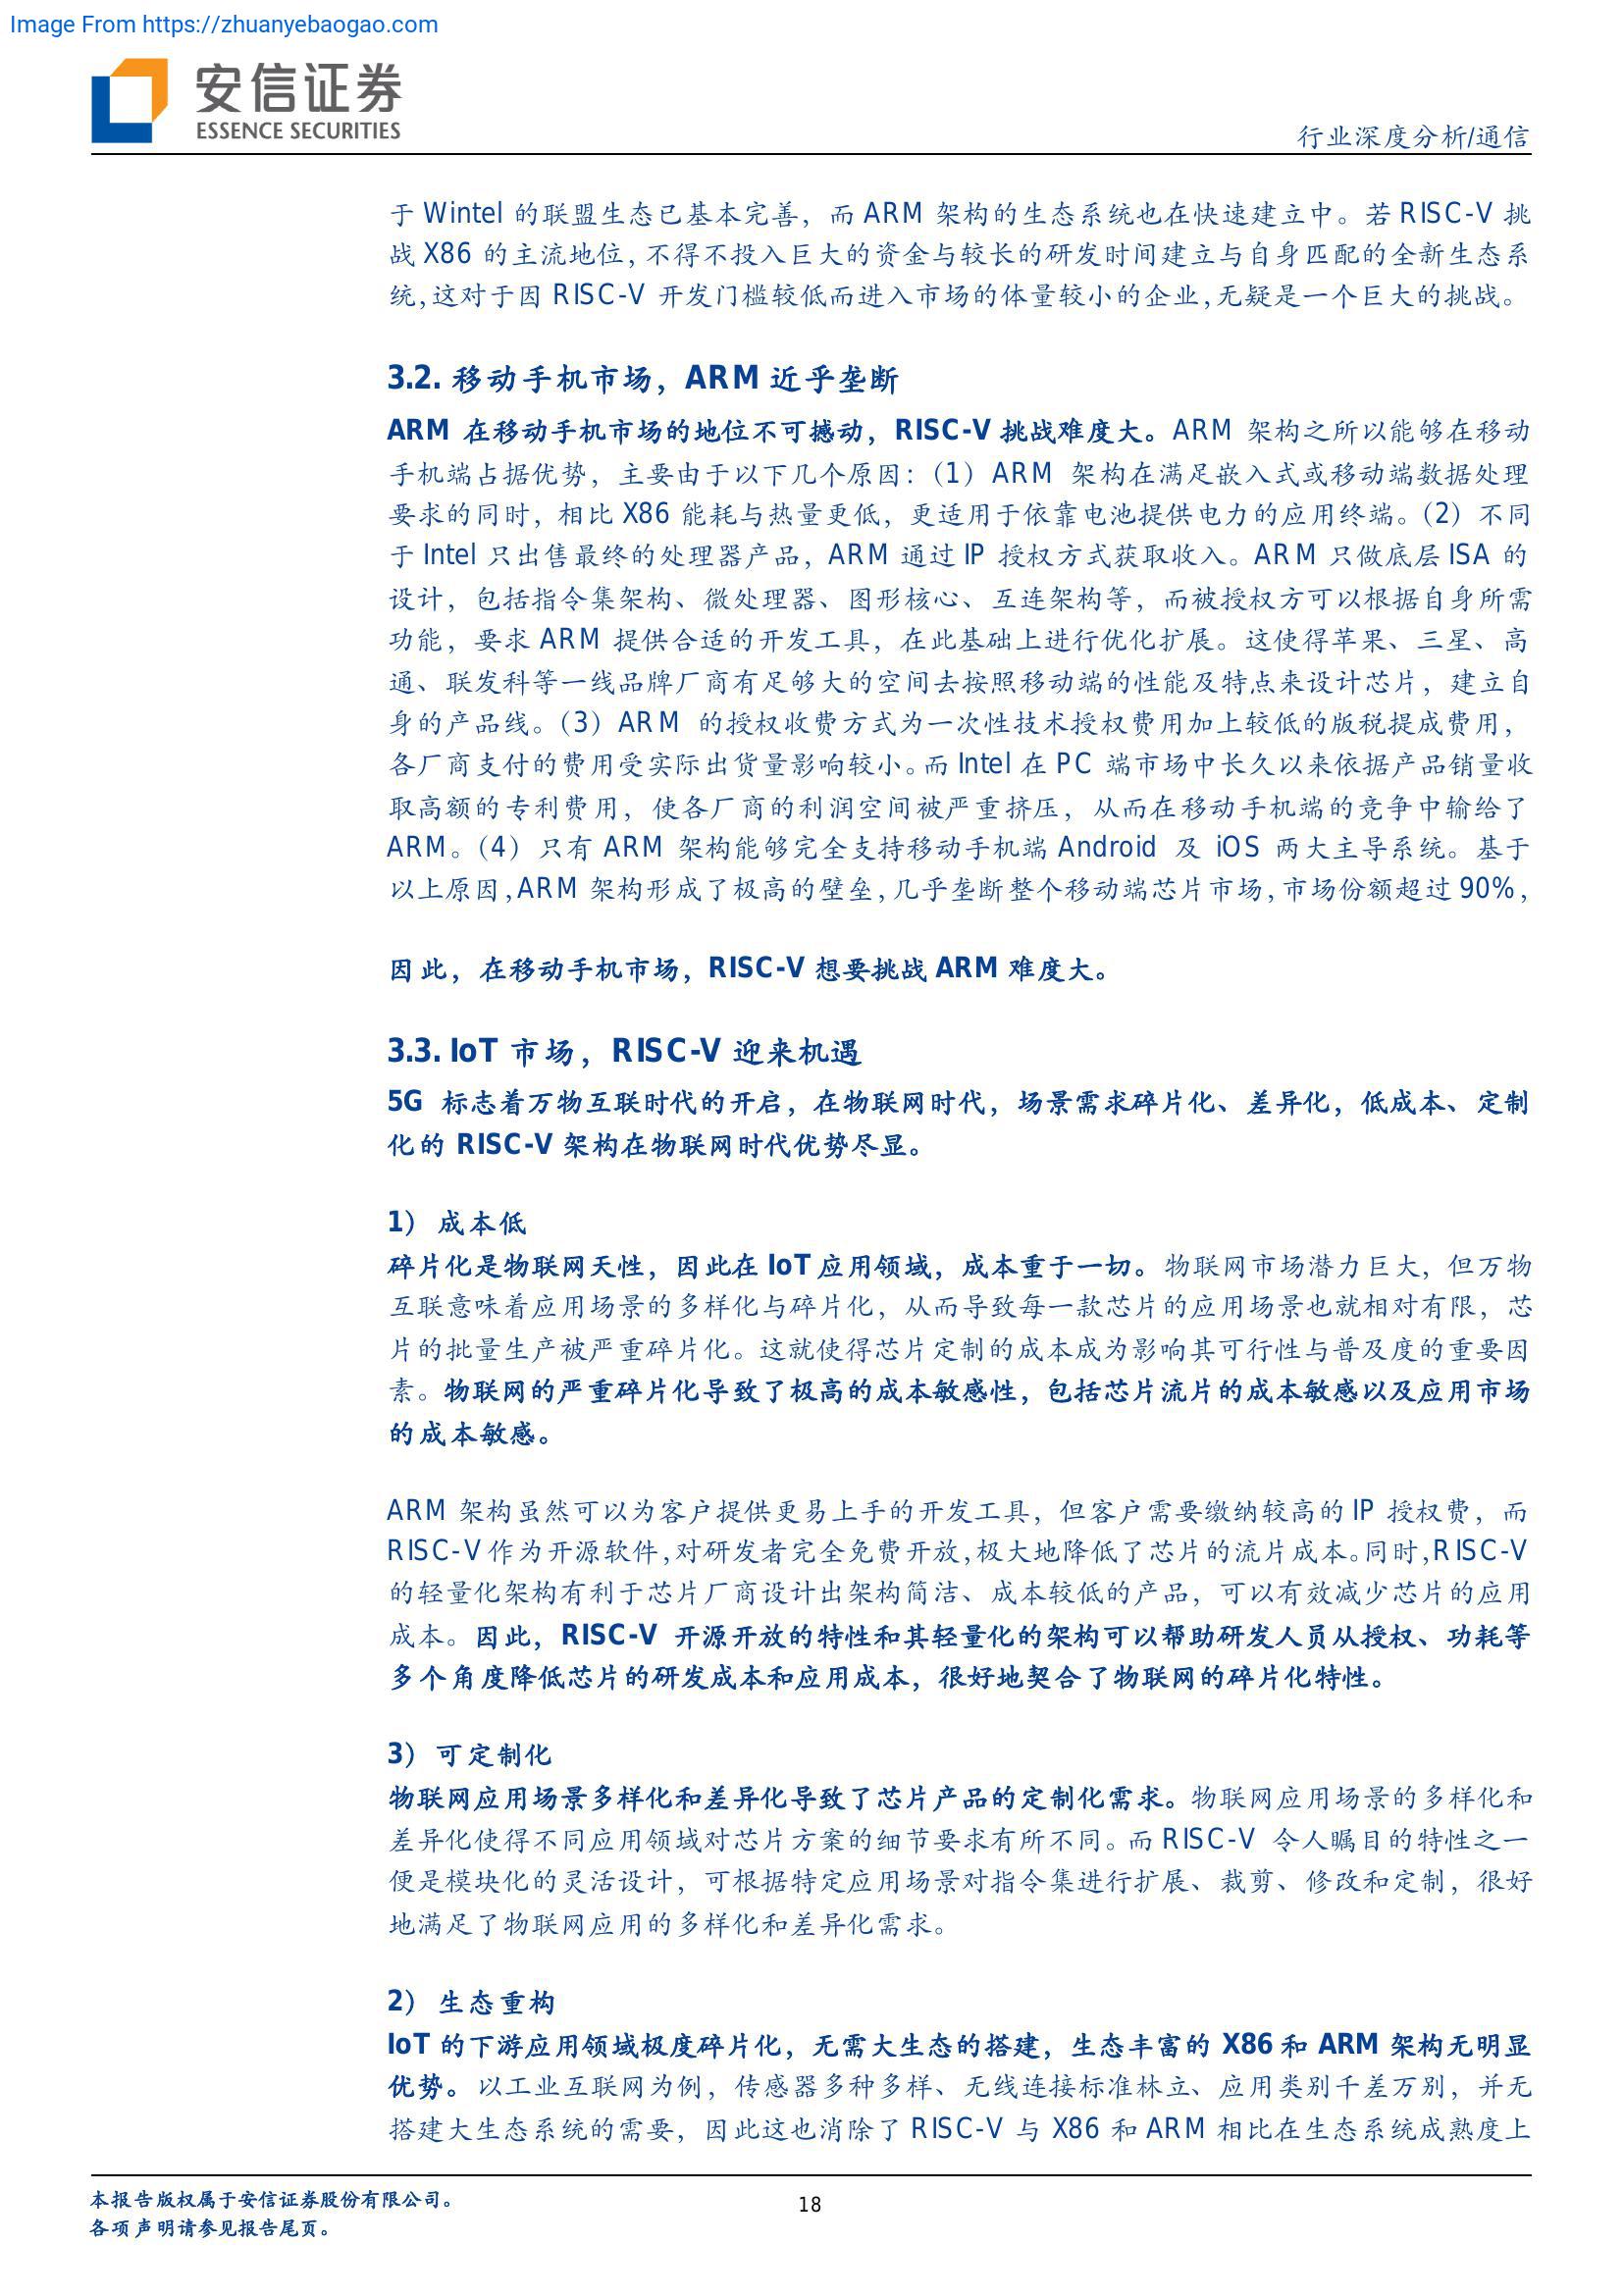 Image From https://zhuanyebaogao.com
安信证券
ESSENCE SECURITIES
行业深度分析/通信
于 Wintel 的联盟生态已基本完善，而 ARM 架构的生态系统也在快速建立中。若 RISC-V 挑
战 X86 的主流地位，不得不投入巨大的资金与较长的研发时间建立与自身匹配的全新生态系
统，这对于因 RISC-V 开发门槛较低而进入市场的体量较小的企业，无疑是一个巨大的挑战。
3.2. 移动手机市场，ARM 近乎垄断
ARM 在移动手机市场的地位不可撼动，RISC-V 挑战难度大。ARM 架构之所以能够在移动
手机端占据优势，主要由于以下几个原因：（1）ARM 架构在满足嵌入式或移动端数据处理
要求的同时，相比 X86 能耗与热量更低，更适用于依靠电池提供电力的应用终端。（2）不同
于 Intel 只出售最终的处理器产品，ARM 通过 IP 授权方式获取收入。ARM 只做底层 ISA 的
设计，包括指令集架构、微处理器、图形核心、互连架构等，而被授权方可以根据自身所需
功能，要求 ARM 提供合适的开发工具，在此基础上进行优化扩展。这使得苹果、三星、高
通、联发科等一线品牌厂商有足够大的空间去按照移动端的性能及特点来设计芯片，建立自
身的产品线。（3）ARM 的授权收费方式为一次性技术授权费用加上较低的版税提成费用，
各厂商支付的费用受实际出货量影响较小。而 Intel 在 PC 端市场中长久以来依据产品销量收
取高额的专利费用，使各厂商的利润空间被严重挤压，从而在移动手机端的竞争中输给了
ARM。（4）只有 ARM 架构能够完全支持移动手机端 Android 及 iOS 两大主导系统。基于
以上原因，ARM 架构形成了极高的壁垒，几乎垄断整个移动端芯片市场，市场份额超过 90%，
因此，在移动手机市场，RISC-V 想要挑战 ARM 难度大。
3.3. IoT 市场，RISC-V 迎来机遇
5G 标志着万物互联时代的开启，在物联网时代，场景需求碎片化、差异化，低成本、定制
化的 RISC-V 架构在物联网时代优势尽显。
1） 成本低
碎片化是物联网天性，因此在 IoT 应用领域，成本重于一切。物联网市场潜力巨大，但万物
互联意味着应用场景的多样化与碎片化，从而导致每一款芯片的应用场景也就相对有限，芯
片的批量生产被严重碎片化。这就使得芯片定制的成本成为影响其可行性与普及度的重要因
素。物联网的严重碎片化导致了极高的成本敏感性，包括芯片流片的成本敏感以及应用市场
的成本敏感。
ARM 架构虽然可以为客户提供更易上手的开发工具，但客户需要缴纳较高的 IP 授权费，而
RISC-V 作为开源软件，对研发者完全免费开放，极大地降低了芯片的流片成本。同时，RISC-V
的轻量化架构有利于芯片厂商设计出架构简洁、成本较低的产品，可以有效减少芯片的应用
成本。因此，RISC-V 开源开放的特性和其轻量化的架构可以帮助研发人员从授权、功耗等
多个角度降低芯片的研发成本和应用成本，很好地契合了物联网的碎片化特性。
3） 可定制化
物联网应用场景多样化和差异化导致了芯片产品的定制化需求。物联网应用场景的多样化和
差异化使得不同应用领域对芯片方案的细节要求有所不同。而 RISC-V 令人瞩目的特性之一
便是模块化的灵活设计，可根据特定应用场景对指令集进行扩展、裁剪、修改和定制，很好
地满足了物联网应用的多样化和差异化需求。
2） 生态重构
IoT 的下游应用领域极度碎片化，无需大生态的搭建，生态丰富的 X86 和 ARM 架构无明显
优势。以工业互联网为例，传感器多种多样、无线连接标准林立、应用类别千差万别，并无
搭建大生态系统的需要，因此这也消除了 RISC-V 与 X86 和 ARM 相比在生态系统成熟度上
本报告版权属于安信证券股份有限公司。
18
各项声明请参见报告尾页。